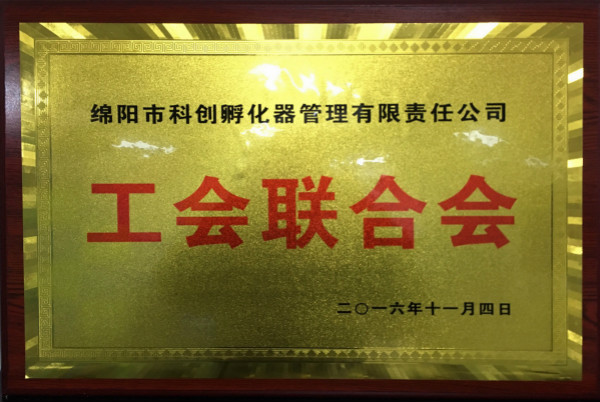 绵阳市科创孵化器管理有限责任公司
工会联合会
二〇一六年十一月四日